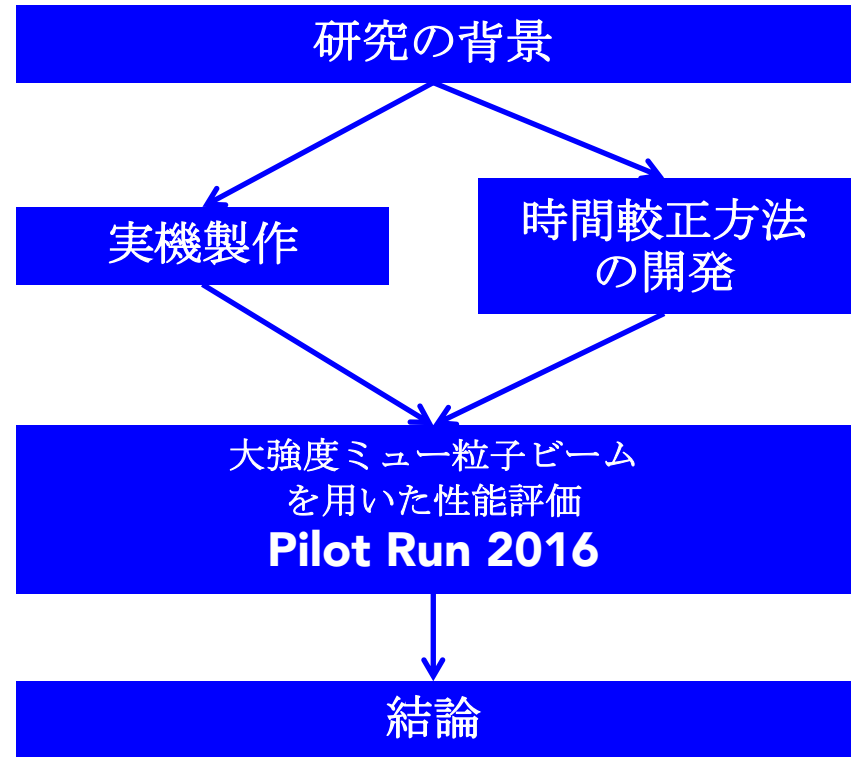 研究の背景
実機製作
時間較正方法
の開発
大強度ミュー粒子ビーム
を用いた性能評価
Pilot Run 2016
結論